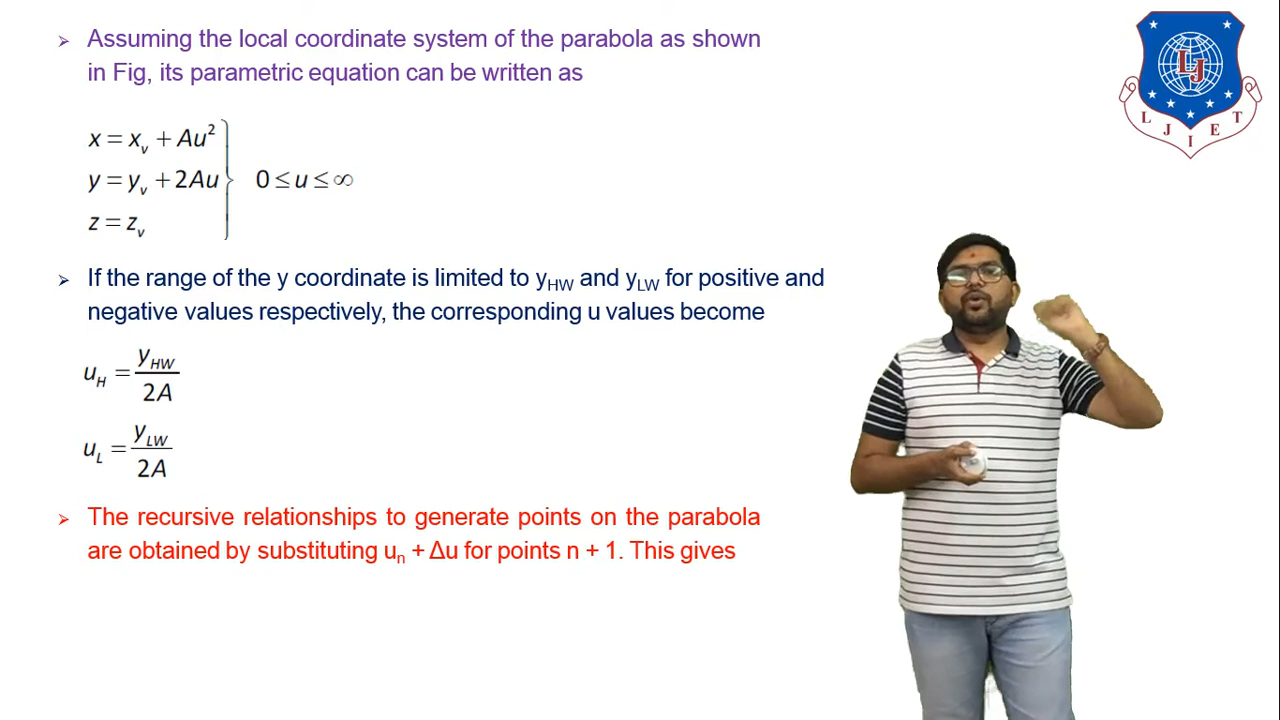 ➢ Assuming the local coordinate system of the parabola as shown
in Fig, its parametric equation can be written as
x = x_v + Au²
y = y_v + 2Au
z = z_v
0 ≤ u ≤ ∞
➢ If the range of the y coordinate is limited to y_HW and y_LW for positive and
negative values respectively, the corresponding u values become
u_H = y_HW / 2A
u_L = y_LW / 2A
➢ The recursive relationships to generate points on the parabola
are obtained by substituting u_n + Δu for points n + 1. This gives
LJ
L J I E T